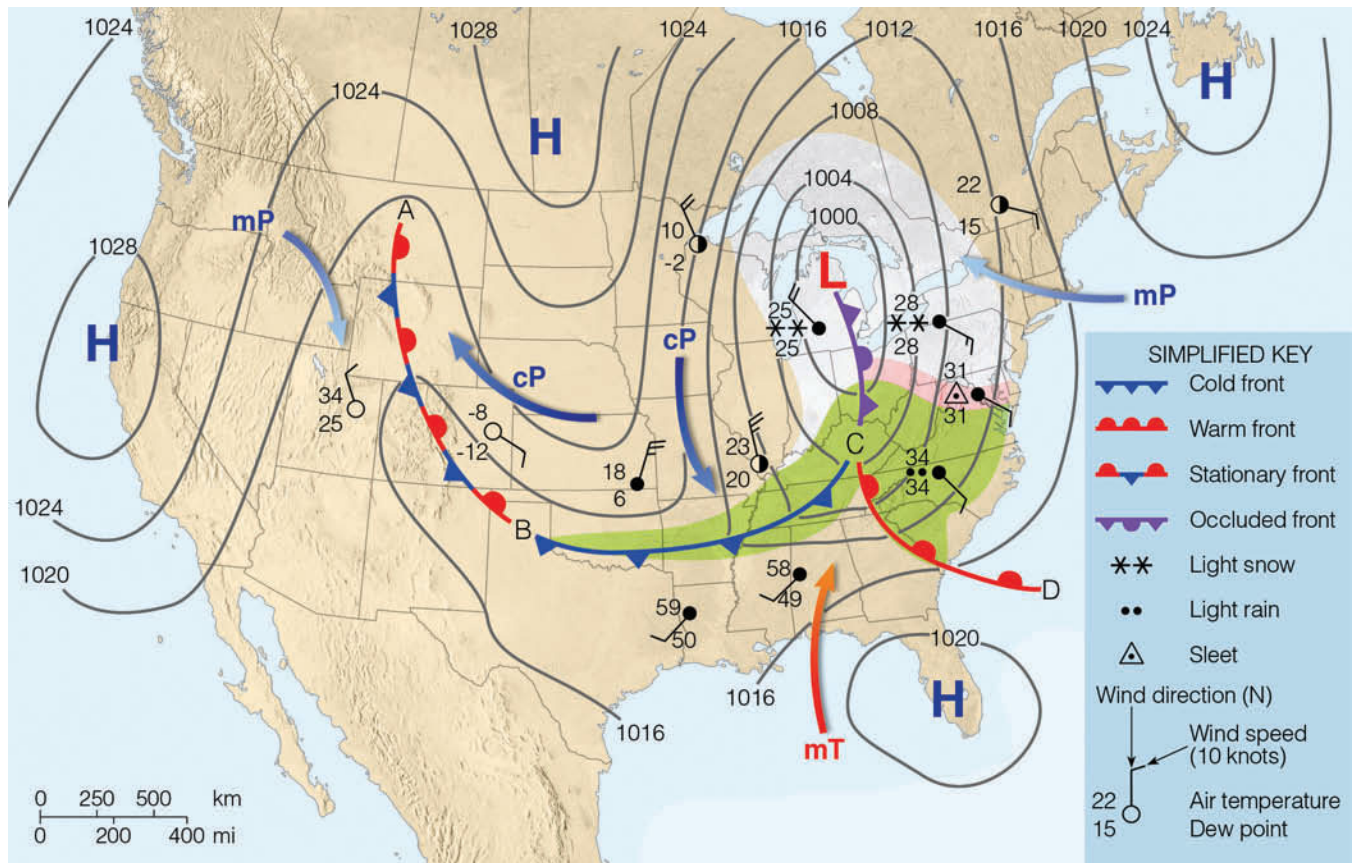 1024
1028
1024
1016
1012
1016
1020
1024
H
1024
H
1008
1004
1000
A
mP
22
15
10
-2
1028
H
L
mP
25
25
28
28
cP
cP
31
31
34
25
-8
-12
18
6
23
20
C
34
34
1024
B
1020
58
49
59
50
D
1020
H
1016
1016
mT
0 250 500 km
0 200 400 mi
SIMPLIFIED KEY
Cold front
Warm front
Stationary front
Occluded front
Light snow
Light rain
Sleet
Wind direction (N)
Wind speed
(10 knots)
22
15
Air temperature
Dew point